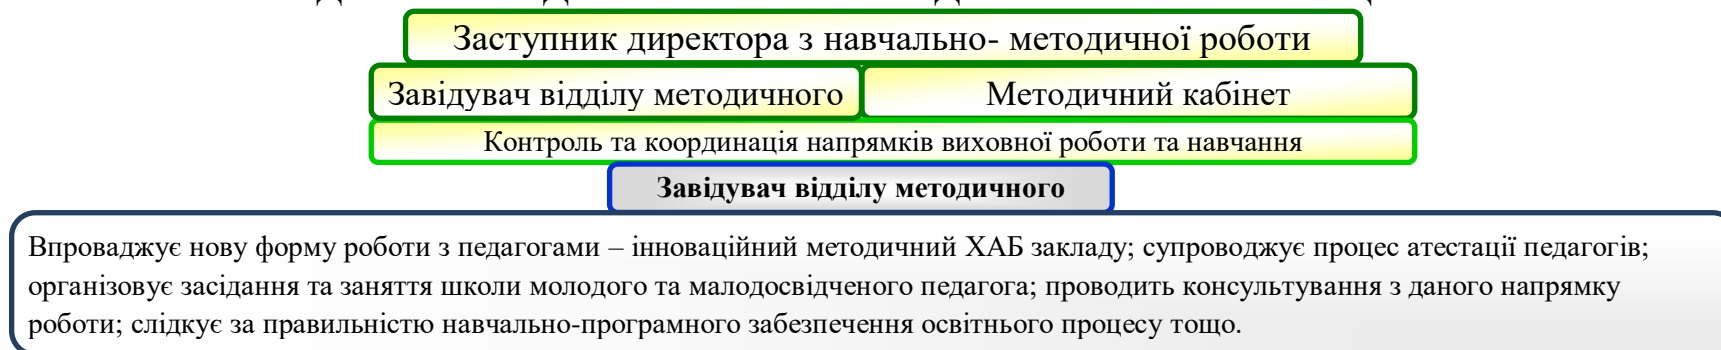 Заступник директора з навчально- методичної роботи
Завідувач відділу методичного
Методичний кабінет
Контроль та координація напрямків виховної роботи та навчання
Завідувач відділу методичного
Впроваджує нову форму роботи з педагогами – інноваційний методичний ХАБ закладу; супроводжує процес атестації педагогів;
організовує засідання та заняття школи молодого та малодосвідченого педагога; проводить консультування з даного напрямку
роботи; слідкує за правильністю навчально-програмного забезпечення освітнього процесу тощо.